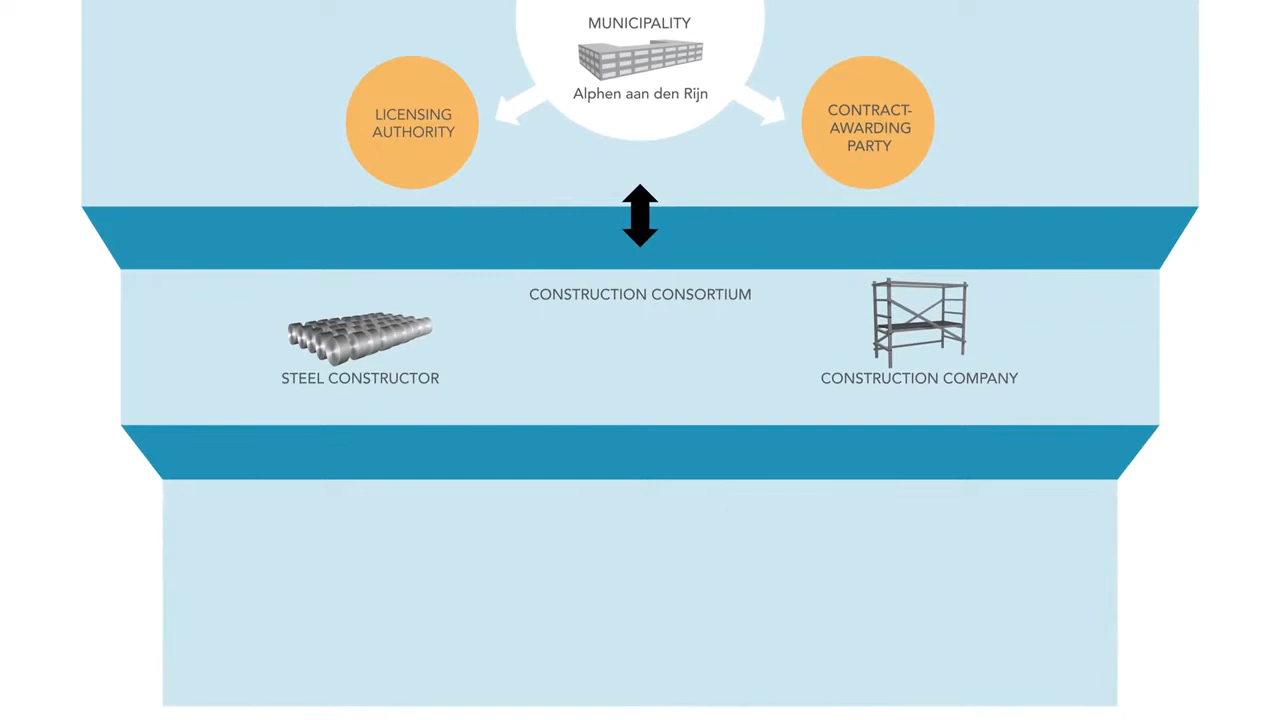 MUNICIPALITY
Alphen aan den Rijn
LICENSING
AUTHORITY
CONTRACT-
AWARDING
PARTY
CONSTRUCTION CONSORTIUM
STEEL CONSTRUCTOR
CONSTRUCTION COMPANY